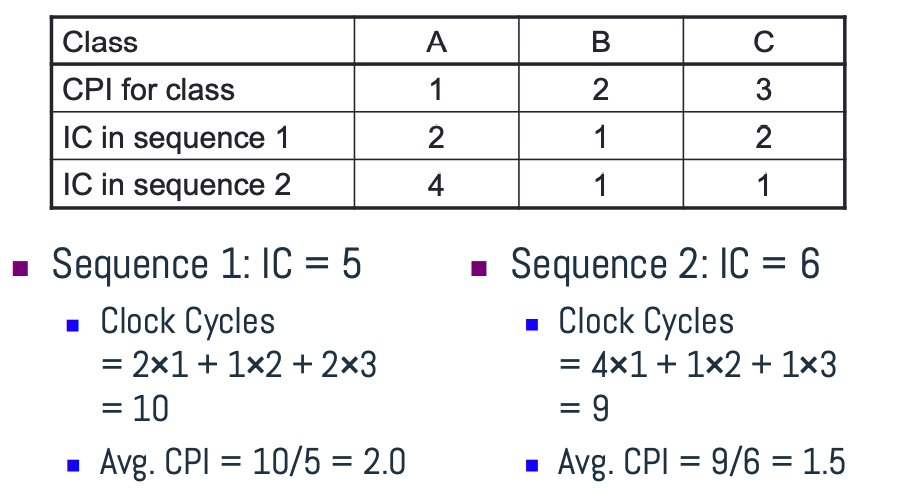 Class A B C
CPI for class 1 2 3
IC in sequence 1 2 1 2
IC in sequence 2 4 1 1
Sequence 1: IC = 5
Clock Cycles
= 2×1 + 1×2 + 2×3
= 10
Avg. CPI = 10/5 = 2.0
Sequence 2: IC = 6
Clock Cycles
= 4×1 + 1×2 + 1×3
= 9
Avg. CPI = 9/6 = 1.5